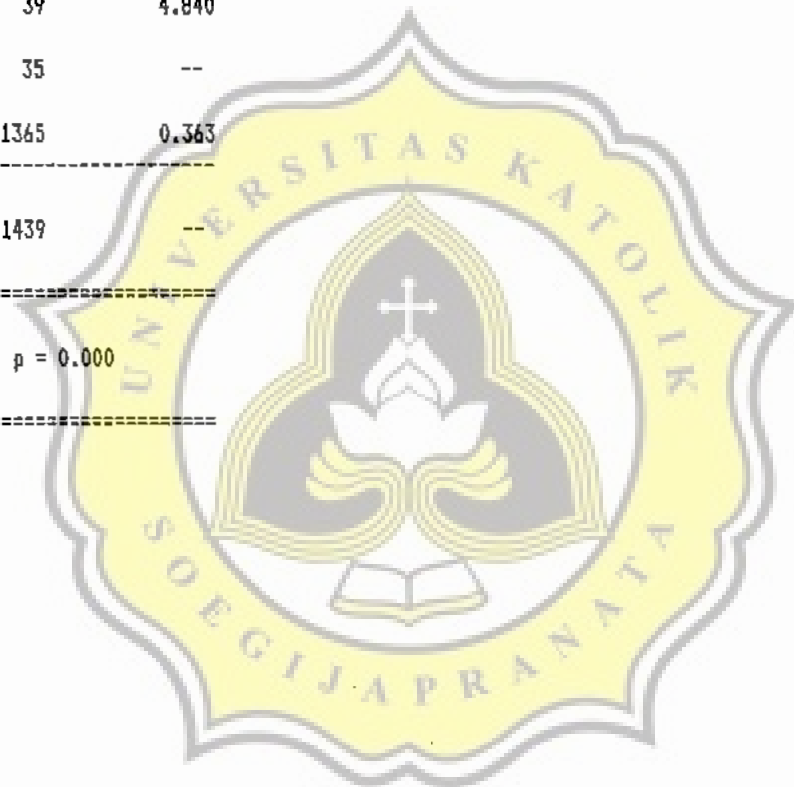 39 4.840
35 --
1365 0.363
--------------------
1439 --
====================
p = 0.000
====================
UNIVERSITAS KATOLIK
SOEGIJAPRANATA